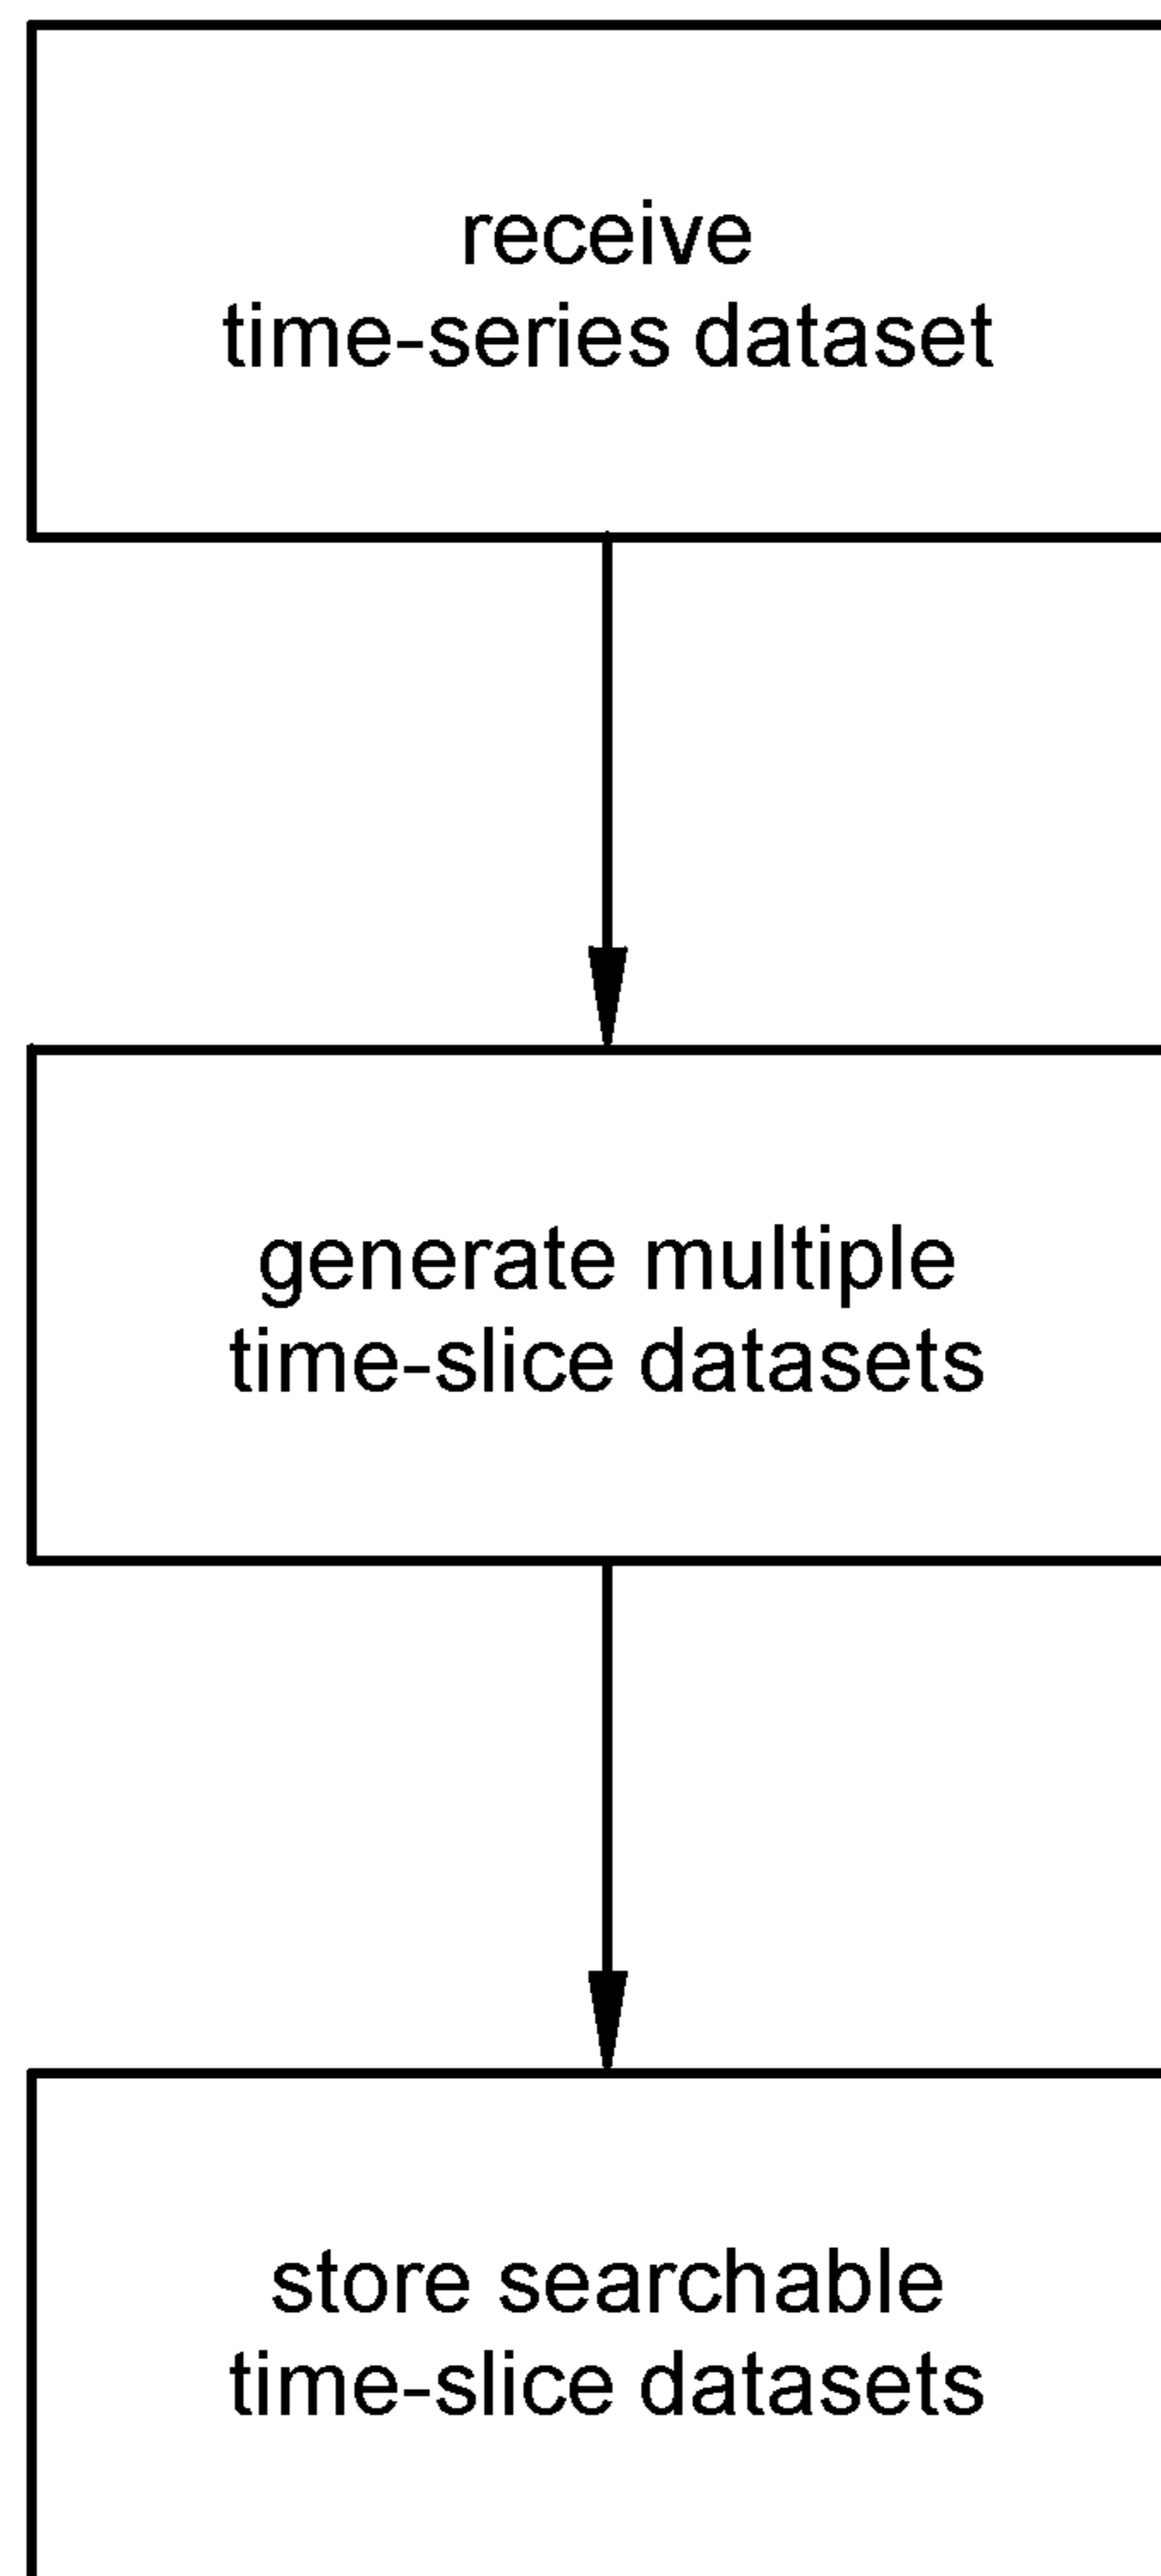 receive
time-series dataset
generate multiple
time-slice datasets
store searchable
time-slice datasets